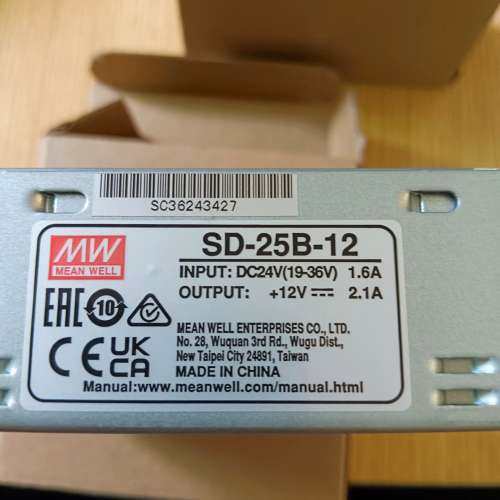 SC36243427
MW
MEAN WELL
SD-25B-12
INPUT: DC24V(19-36V) 1.6A
OUTPUT: +12V ⎓ 2.1A
EAC 10
MEAN WELL ENTERPRISES CO., LTD.
No. 28, Wuquan 3rd Rd., Wugu Dist.,
New Taipei City 24891, Taiwan
CE UKCA
MADE IN CHINA
Manual:www.meanwell.com/manual.html